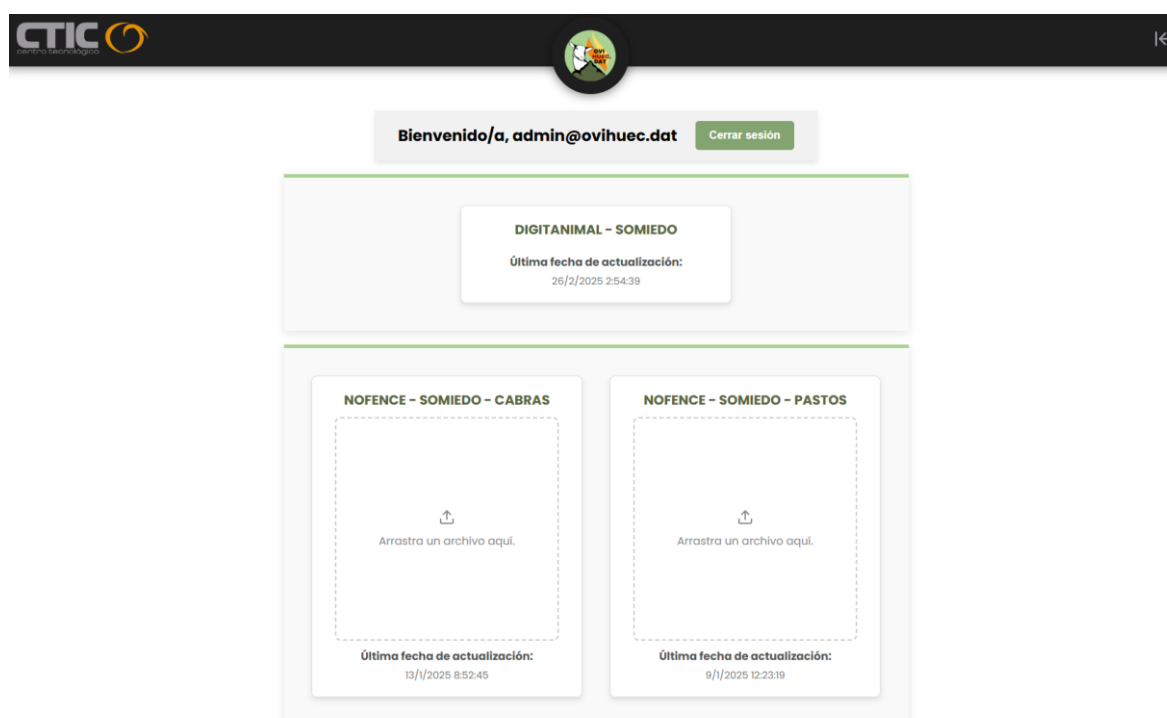 CTIC
centro tecnológico
OVI
HUEC.
DAT
Bienvenido/a, admin@ovihuec.dat
Cerrar sesión
DIGITANIMAL - SOMIEDO
Última fecha de actualización:
26/2/2025 2:54:39
NOFENCE - SOMIEDO - CABRAS
Arrastra un archivo aquí.
Última fecha de actualización:
13/1/2025 8:52:45
NOFENCE - SOMIEDO - PASTOS
Arrastra un archivo aquí.
Última fecha de actualización:
9/1/2025 12:23:19